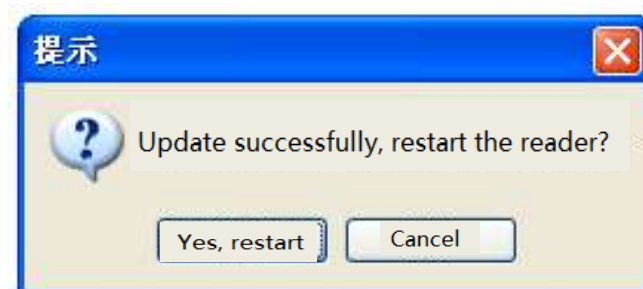 提示
Update successfully, restart the reader?
Yes, restart
Cancel